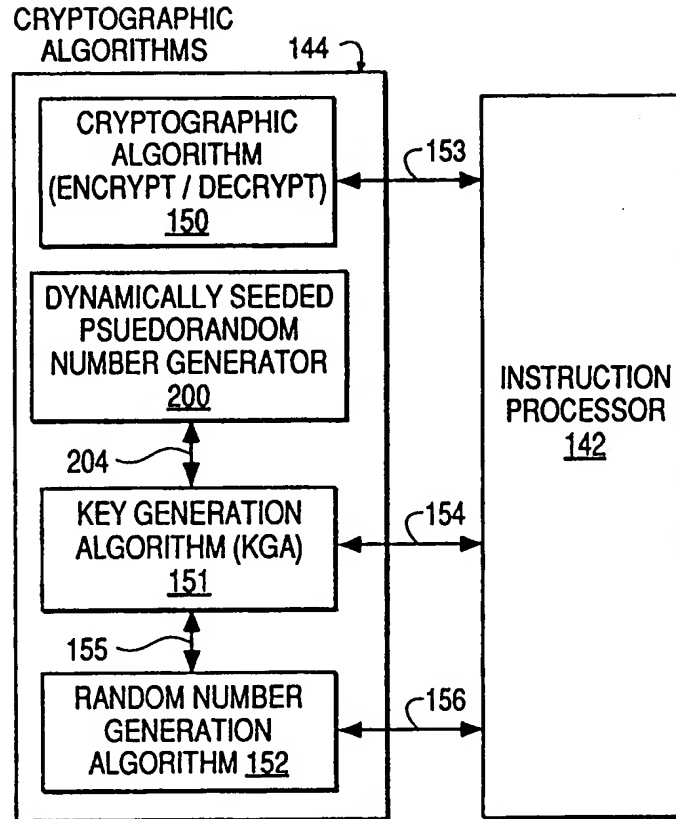 CRYPTOGRAPHIC
ALGORITHMS
144
CRYPTOGRAPHIC
ALGORITHM
(ENCRYPT / DECRYPT)
150
153
DYNAMICALLY SEEDED
PSUEDORANDOM
NUMBER GENERATOR
200
INSTRUCTION
PROCESSOR
142
204
KEY GENERATION
ALGORITHM (KGA)
151
154
155
RANDOM NUMBER
GENERATION
ALGORITHM 152
156